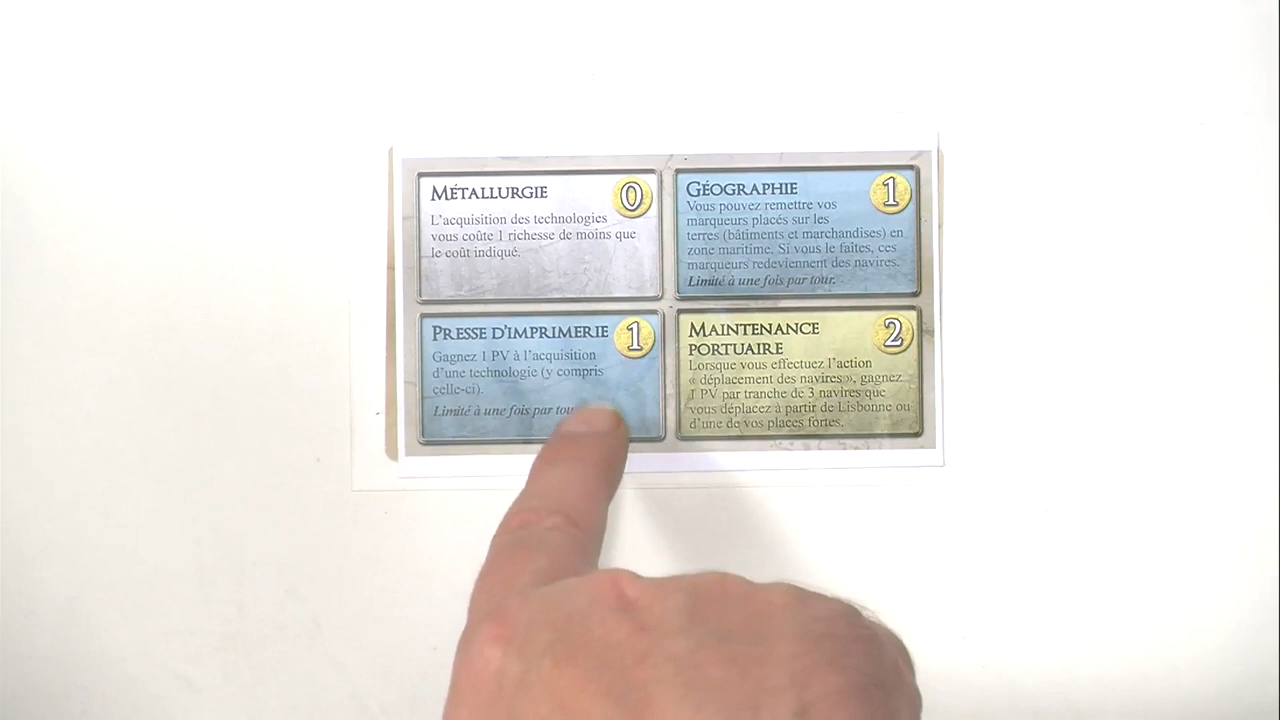 MÉTALLURGIE
0
L'acquisition des technologies
vous coûte 1 richesse de moins que
le coût indiqué.
GÉOGRAPHIE
1
Vous pouvez remettre vos
marqueurs placés sur les
terres (bâtiments et marchandises) en
zone maritime. Si vous le faites, ces
marqueurs redeviennent des navires.
Limité à une fois par tour.
PRESSE D'IMPRIMERIE
1
Gagnez 1 PV à l'acquisition
d'une technologie (y compris
celle-ci).
Limité à une fois par
MAINTENANCE
PORTUAIRE
2
Lorsque vous effectuez l'action
« déplacement des navires », gagnez
1 PV par tranche de 3 navires que
vous déplacez à partir de Lisbonne ou
d'une de vos places fortes.